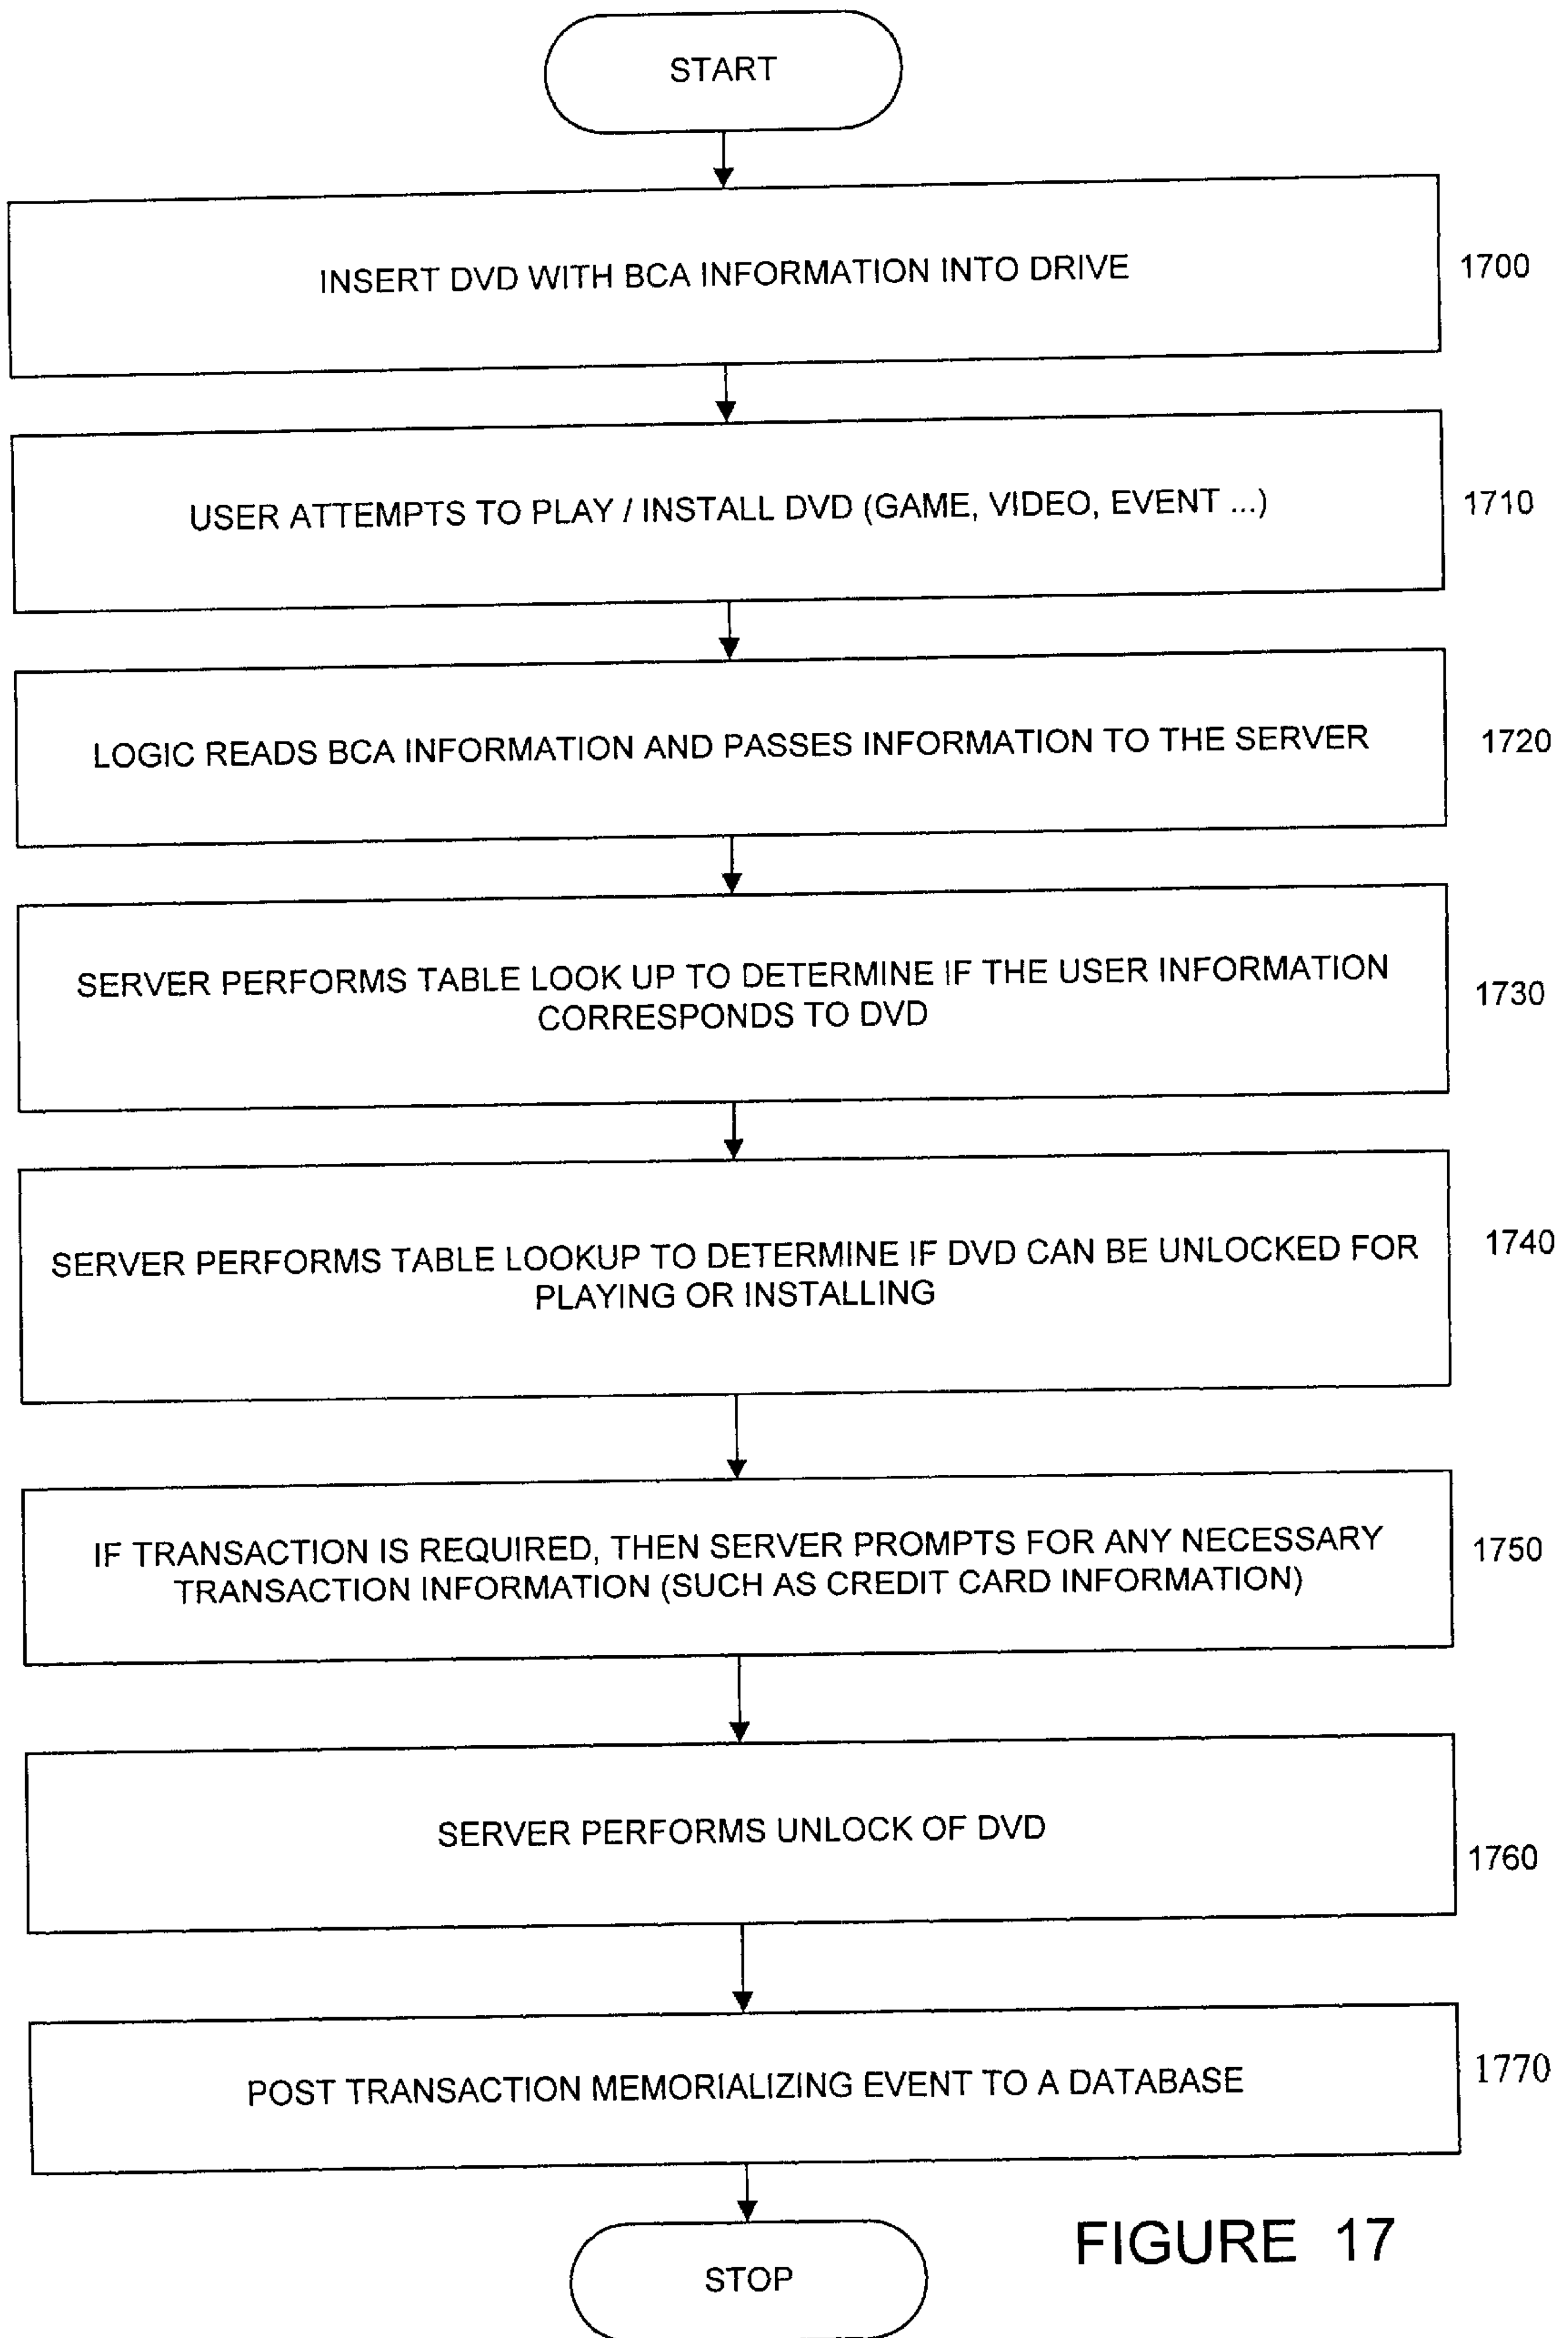 START
INSERT DVD WITH BCA INFORMATION INTO DRIVE
1700
USER ATTEMPTS TO PLAY / INSTALL DVD (GAME, VIDEO, EVENT ...)
1710
LOGIC READS BCA INFORMATION AND PASSES INFORMATION TO THE SERVER
1720
SERVER PERFORMS TABLE LOOK UP TO DETERMINE IF THE USER INFORMATION
CORRESPONDS TO DVD
1730
SERVER PERFORMS TABLE LOOKUP TO DETERMINE IF DVD CAN BE UNLOCKED FOR
PLAYING OR INSTALLING
1740
IF TRANSACTION IS REQUIRED, THEN SERVER PROMPTS FOR ANY NECESSARY
TRANSACTION INFORMATION (SUCH AS CREDIT CARD INFORMATION)
1750
SERVER PERFORMS UNLOCK OF DVD
1760
POST TRANSACTION MEMORIALIZING EVENT TO A DATABASE
1770
STOP
FIGURE 17